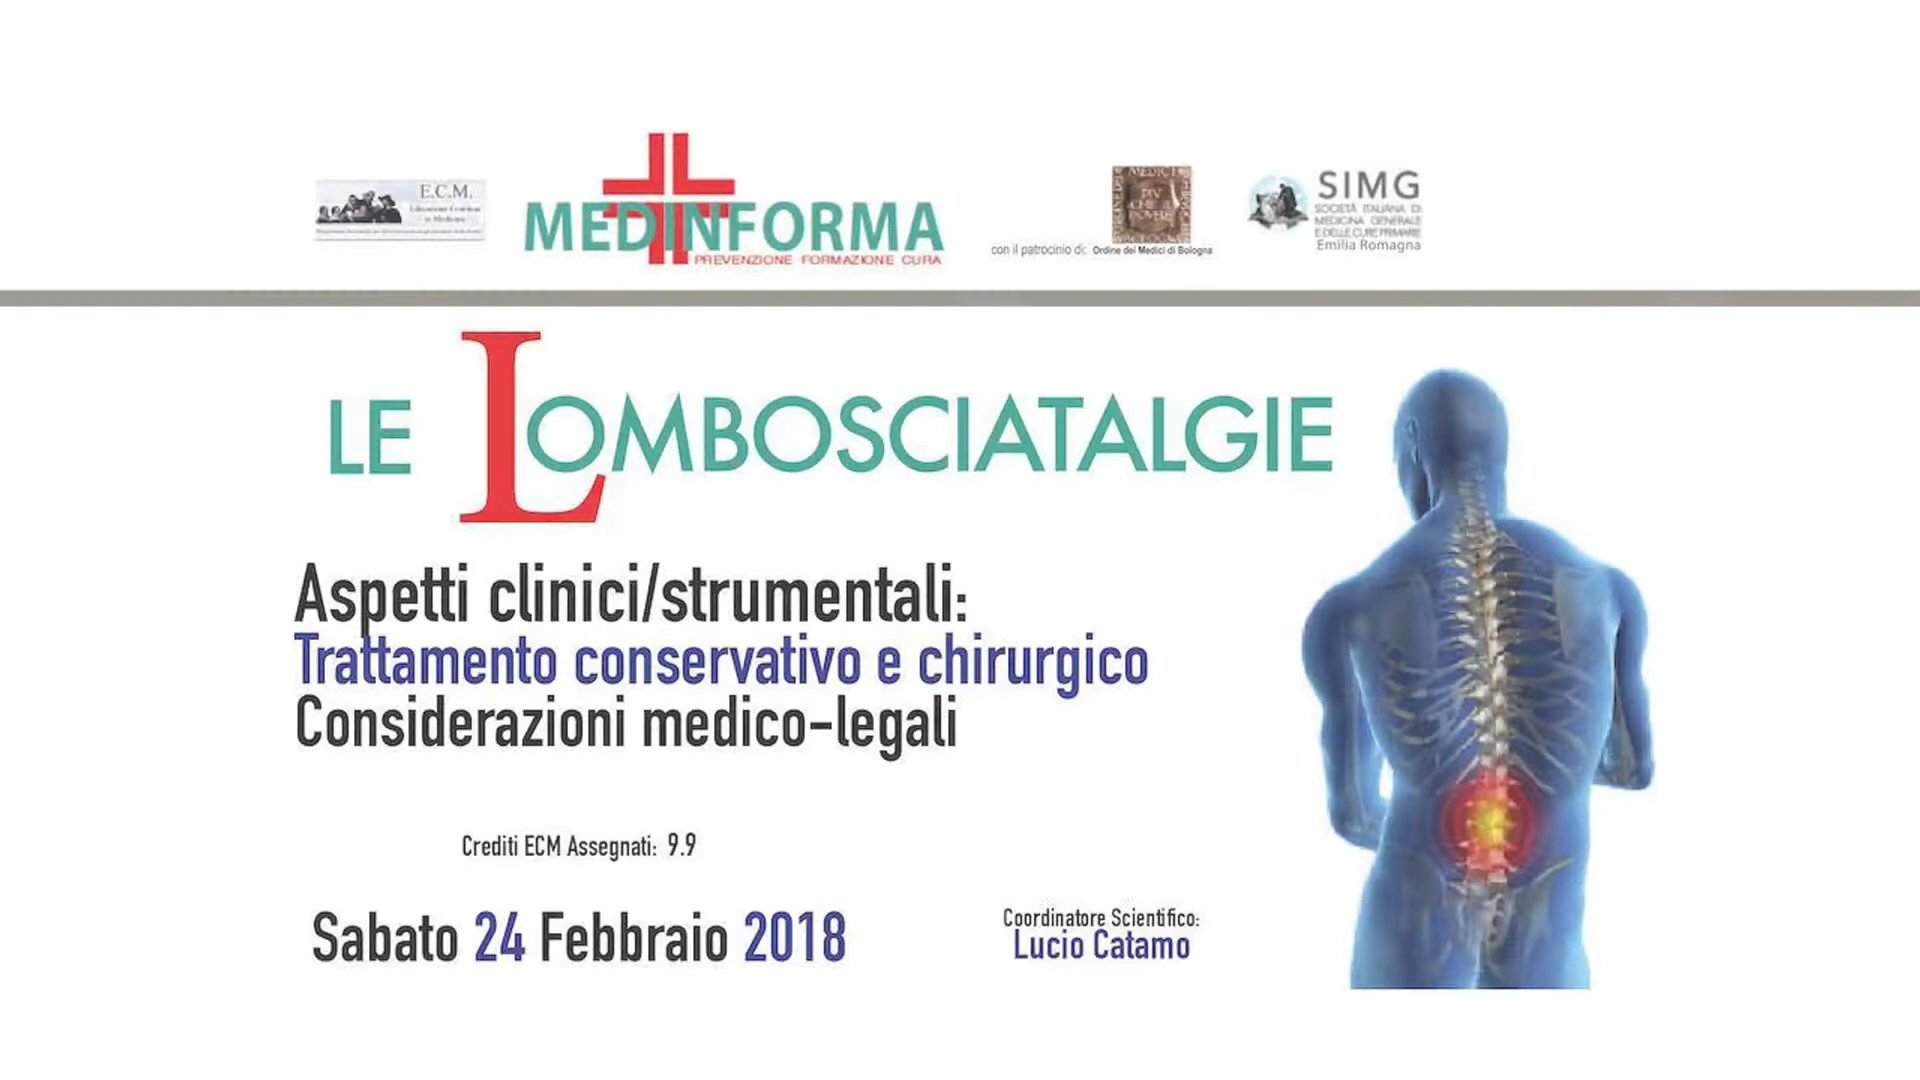 E.C.M.
MEDINFORMA
PREVENZIONE FORMAZIONE CURA
con il patrocinio di: Ordine dei Medici di Bologna
SIMG
SOCIETÀ ITALIANA DI
MEDICINA GENERALE
E DELLE CURE PRIMARIE
Emilia Romagna
LE LOMBOSCIATALGIE
Aspetti clinici/strumentali:
Trattamento conservativo e chirurgico
Considerazioni medico-legali
Crediti ECM Assegnati: 9.9
Sabato 24 Febbraio 2018
Coordinatore Scientifico:
Lucio Catamo